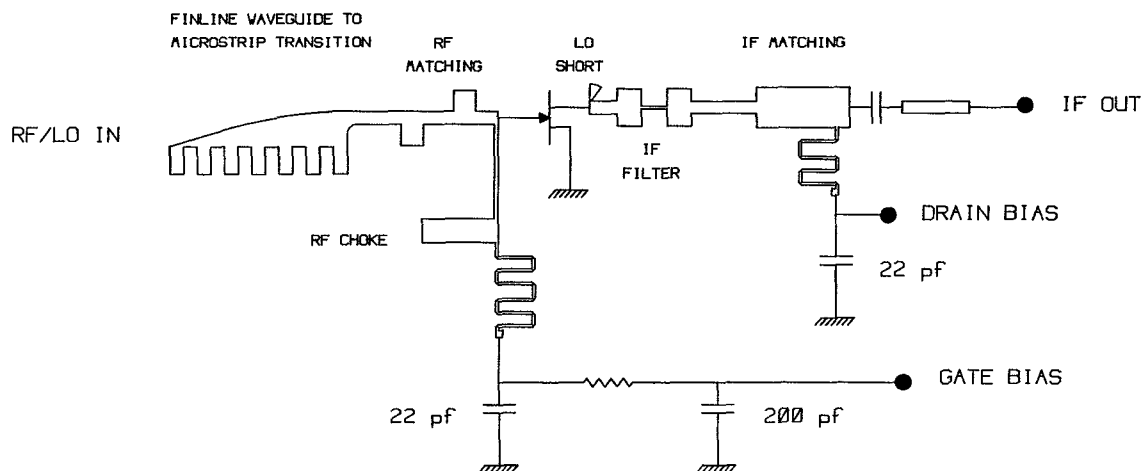 FINLINE WAVEGUIDE TO
MICROSTRIP TRANSITION
RF
MATCHING
LO
SHORT
IF MATCHING
RF/LO IN
IF OUT
IF
FILTER
DRAIN BIAS
RF CHOKE
22 pf
GATE BIAS
22 pf
200 pf